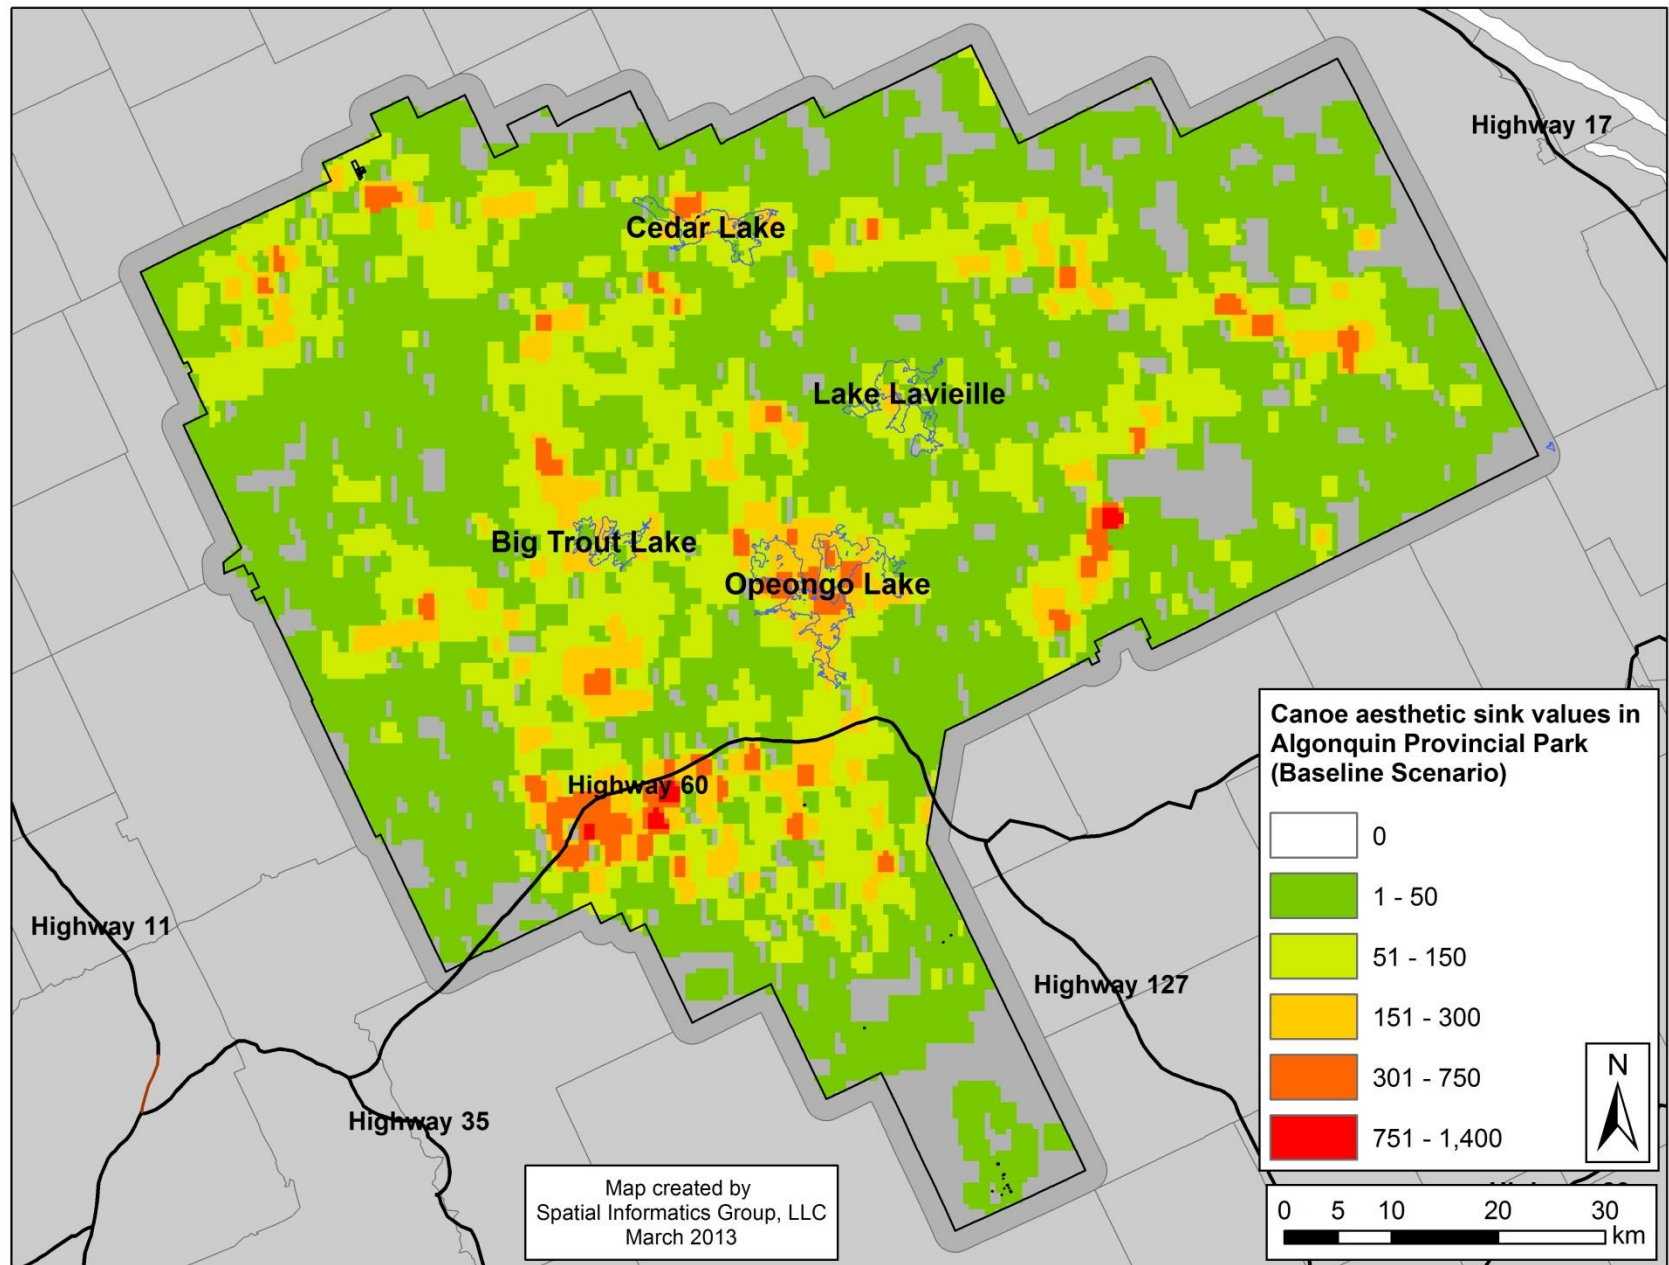 Highway 17
Cedar Lake
Lake Lavieille
Big Trout Lake
Opeongo Lake
Highway 60
Highway 11
Highway 127
Highway 35
Canoe aesthetic sink values in
Algonquin Provincial Park
(Baseline Scenario)
0
1 - 50
51 - 150
151 - 300
301 - 750
751 - 1,400
N
Map created by
Spatial Informatics Group, LLC
March 2013
0 5 10 20 30
km